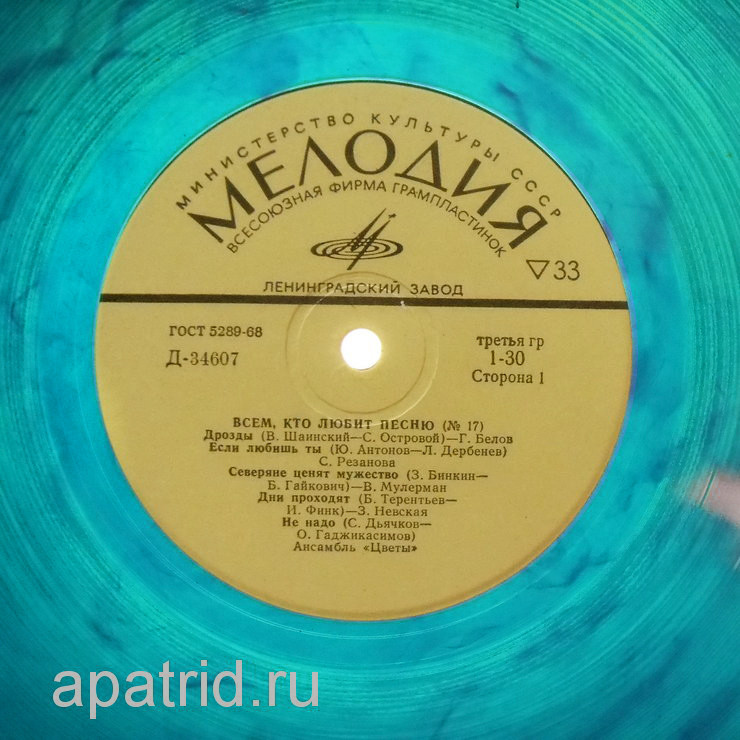 МИНИСТЕРСТВО КУЛЬТУРЫ СССР
МЕЛОДИЯ
ВСЕСОЮЗНАЯ ФИРМА ГРАМПЛАСТИНОК
▽33
ЛЕНИНГРАДСКИЙ ЗАВОД
ГОСТ 5289-68
Д-34607
третья гр
1-30
Сторона 1
ВСЕМ, КТО ЛЮБИТ ПЕСНЮ (№ 17)
Дрозды (В. Шаинский—С. Островой)—Г. Белов
Если любишь ты (Ю. Антонов—Л. Дербенев)
С. Резанова
Северяне ценят мужество (З. Бинкин—
Б. Гайкович)—В. Мулерман
Дни проходят (Б. Терентьев—
И. Финк)—З. Невская
Не надо (С. Дьячков—
О. Гаджикасимов)
Ансамбль «Цветы»
apatrid.ru